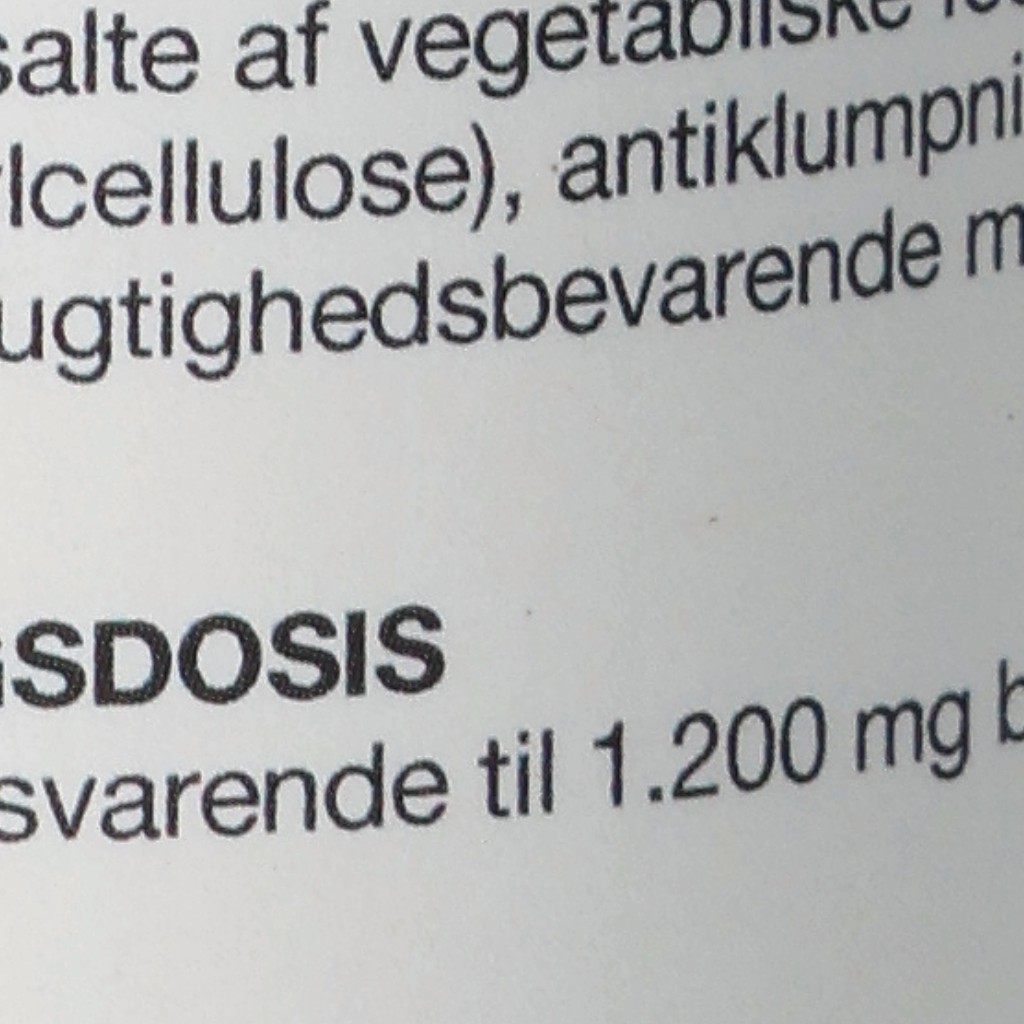 salte af vegetabilske
lcellulose), antiklumpni
ugtighedsbevarende m
SDOSIS
svarende til 1.200 mg b